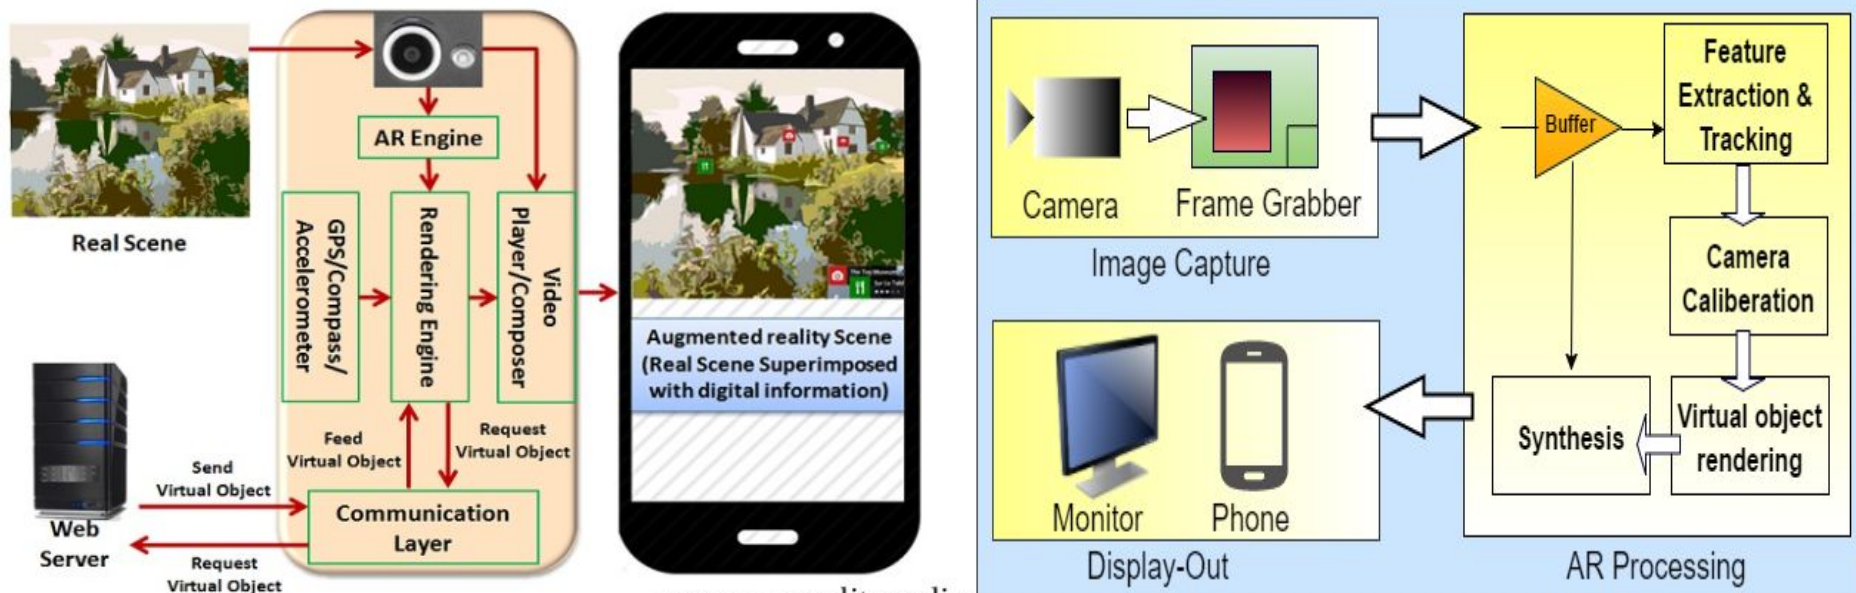 Real Scene
AR Engine
GPS/Compass/
Accelerometer
Rendering Engine
Video
Player/Composer
Feed
Virtual Object
Request
Virtual Object
Send
Virtual Object
Communication
Layer
Web
Server
Request
Virtual Object
Augmented reality Scene
(Real Scene Superimposed
with digital information)
Camera
Frame Grabber
Image Capture
Monitor
Phone
Display-Out
Buffer
Feature
Extraction &
Tracking
Camera
Caliberation
Virtual object
rendering
Synthesis
AR Processing